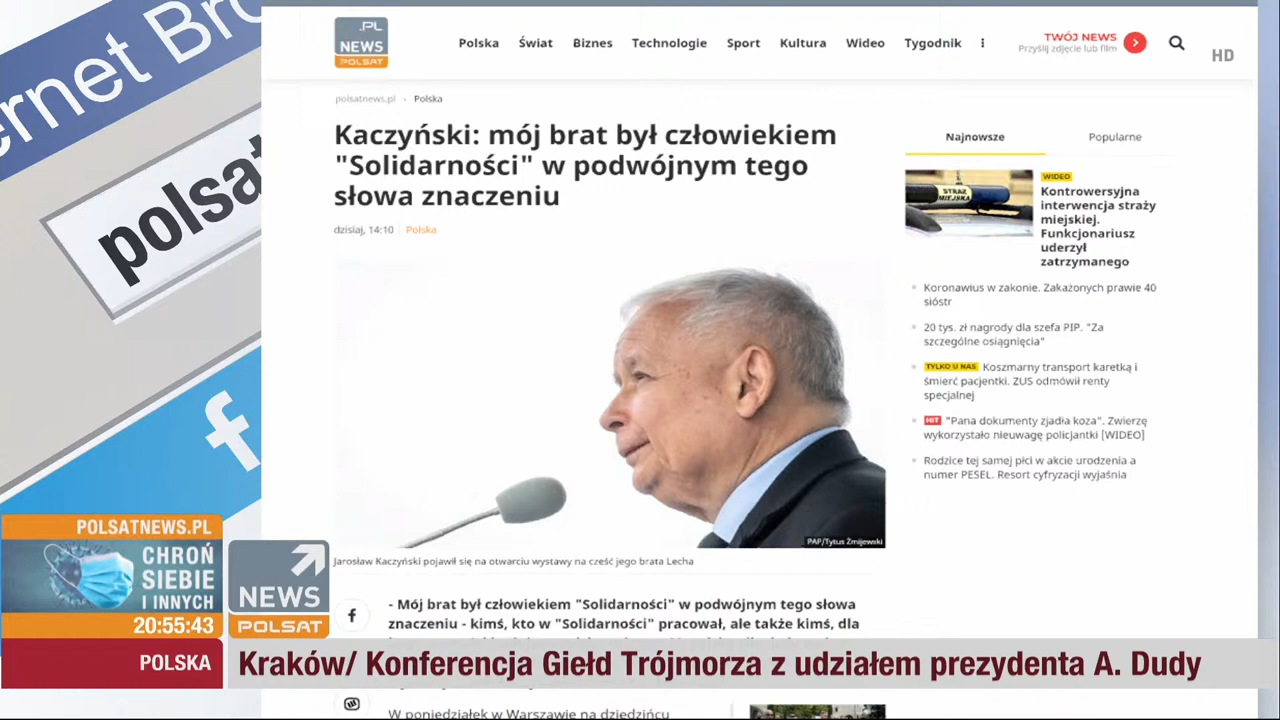 ernet Bro
polsat
f
.PL
NEWS
POLSAT
Polska Świat Biznes Technologie Sport Kultura Wideo Tygodnik
TWÓJ NEWS
Przyślij zdjęcie lub film
HD
polsatnews.pl › Polska
Kaczyński: mój brat był człowiekiem
"Solidarności" w podwójnym tego
słowa znaczeniu
dzisiaj, 14:10 | Polska
PAP/Tytus Żmijewski
Jarosław Kaczyński pojawił się na otwarciu wystawy na cześć jego brata Lecha
- Mój brat był człowiekiem "Solidarności" w podwójnym tego słowa
znaczeniu - kimś, kto w "Solidarności" pracował, ale także kimś, dla
W poniedziałek w Warszawie na dziedzińcu
Najnowsze Popularne
STRAŻ
MIEJSKA
WIDEO
Kontrowersyjna
interwencja straży
miejskiej.
Funkcjonariusz
uderzył
zatrzymanego
Koronawius w zakonie. Zakażonych prawie 40
sióstr
20 tys. zł nagrody dla szefa PIP. "Za
szczególne osiągnięcia"
TYLKO U NAS Koszmarny transport karetką i
śmierć pacjentki. ZUS odmówił renty
specjalnej
HIT "Pana dokumenty zjadła koza". Zwierzę
wykorzystało nieuwagę policjantki [WIDEO]
Rodzice tej samej płci w akcie urodzenia a
numer PESEL. Resort cyfryzacji wyjaśnia
POLSATNEWS.PL
CHROŃ
SIEBIE
I INNYCH
20:55:43
NEWS
POLSAT
POLSKA
Kraków/ Konferencja Giełd Trójmorza z udziałem prezydenta A. Dudy